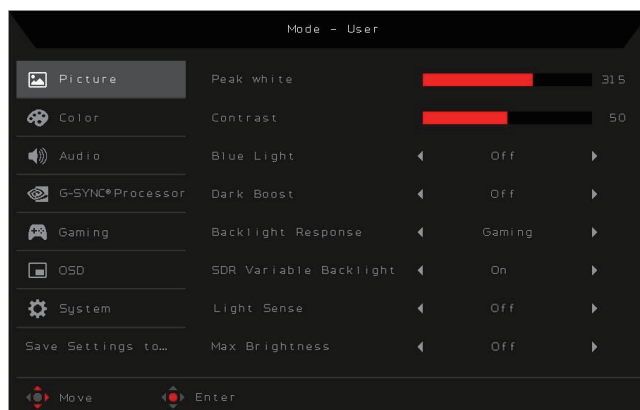 Mode - User
Picture
Peak white 315
Color
Contrast 50
Audio
Blue Light Off
G-SYNC® Processor
Dark Boost Off
Gaming
Backlight Response Gaming
OSD
SDR Variable Backlight On
System
Light Sense Off
Save Settings to...
Max Brightness Off
Move Enter